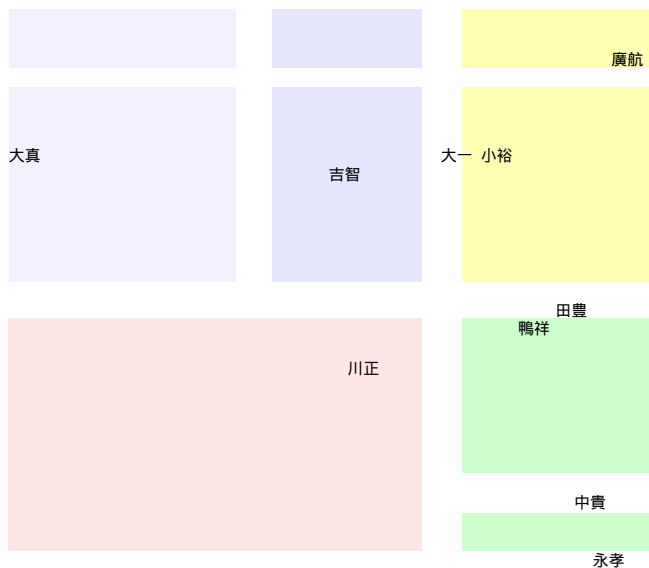 廣航
大真
大一
小裕
吉智
田豊
鴨祥
川正
中貴
永孝